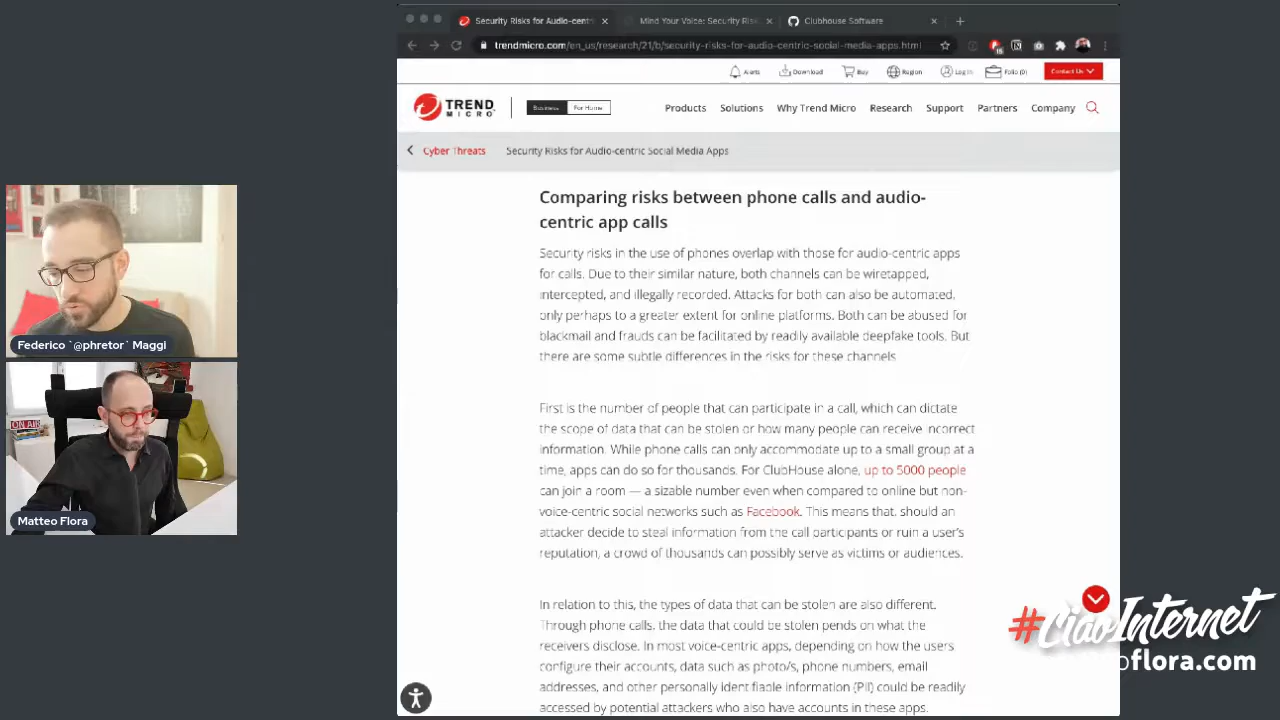 Security Risks for Audio-centri
Mind Your Voice: Security Risk
Clubhouse Software
trendmicro.com/en_us/research/21/b/security-risks-for-audio-centric-social-media-apps.html
Alerts
Download
Buy
Region
Log In
Folio (0)
Contact Us
TREND MICRO
Business
For Home
Products
Solutions
Why Trend Micro
Research
Support
Partners
Company
Cyber Threats
Security Risks for Audio-centric Social Media Apps
Comparing risks between phone calls and audio-
centric app calls
Security risks in the use of phones overlap with those for audio-centric apps
for calls. Due to their similar nature, both channels can be wiretapped,
intercepted, and illegally recorded. Attacks for both can also be automated,
only perhaps to a greater extent for online platforms. Both can be abused for
blackmail and frauds can be facilitated by readily available deepfake tools. But
there are some subtle differences in the risks for these channels
First is the number of people that can participate in a call, which can dictate
the scope of data that can be stolen or how many people can receive incorrect
information. While phone calls can only accommodate up to a small group at a
time, apps can do so for thousands. For ClubHouse alone, up to 5000 people
can join a room — a sizable number even when compared to online but non-
voice-centric social networks such as Facebook. This means that, should an
attacker decide to steal information from the call participants or ruin a user's
reputation, a crowd of thousands can possibly serve as victims or audiences.
In relation to this, the types of data that can be stolen are also different.
Through phone calls, the data that could be stolen pends on what the
receivers disclose. In most voice-centric apps, depending on how the users
configure their accounts, data such as photo/s, phone numbers, email
addresses, and other personally identifiable information (PII) could be readily
accessed by potential attackers who also have accounts in these apps.
Federico `@phretor` Maggi
ON AIR
Matteo Flora
#CiaoInternet
oflora.com